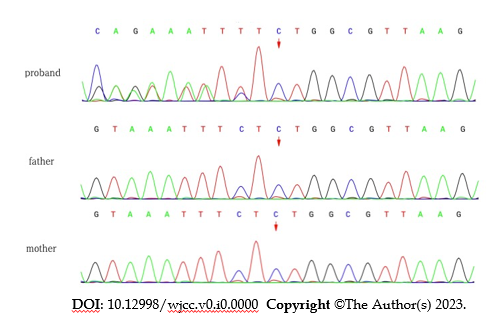 C A G A A A T T T T C T G G C G T T A A G
proband
G T A A A T T T C T C T G G C G T T A A G
father
G T A A A T T T C T C T G G C G T T A A G
mother
DOI: 10.12998/wjcc.v0.i0.0000 Copyright ©The Author(s) 2023.